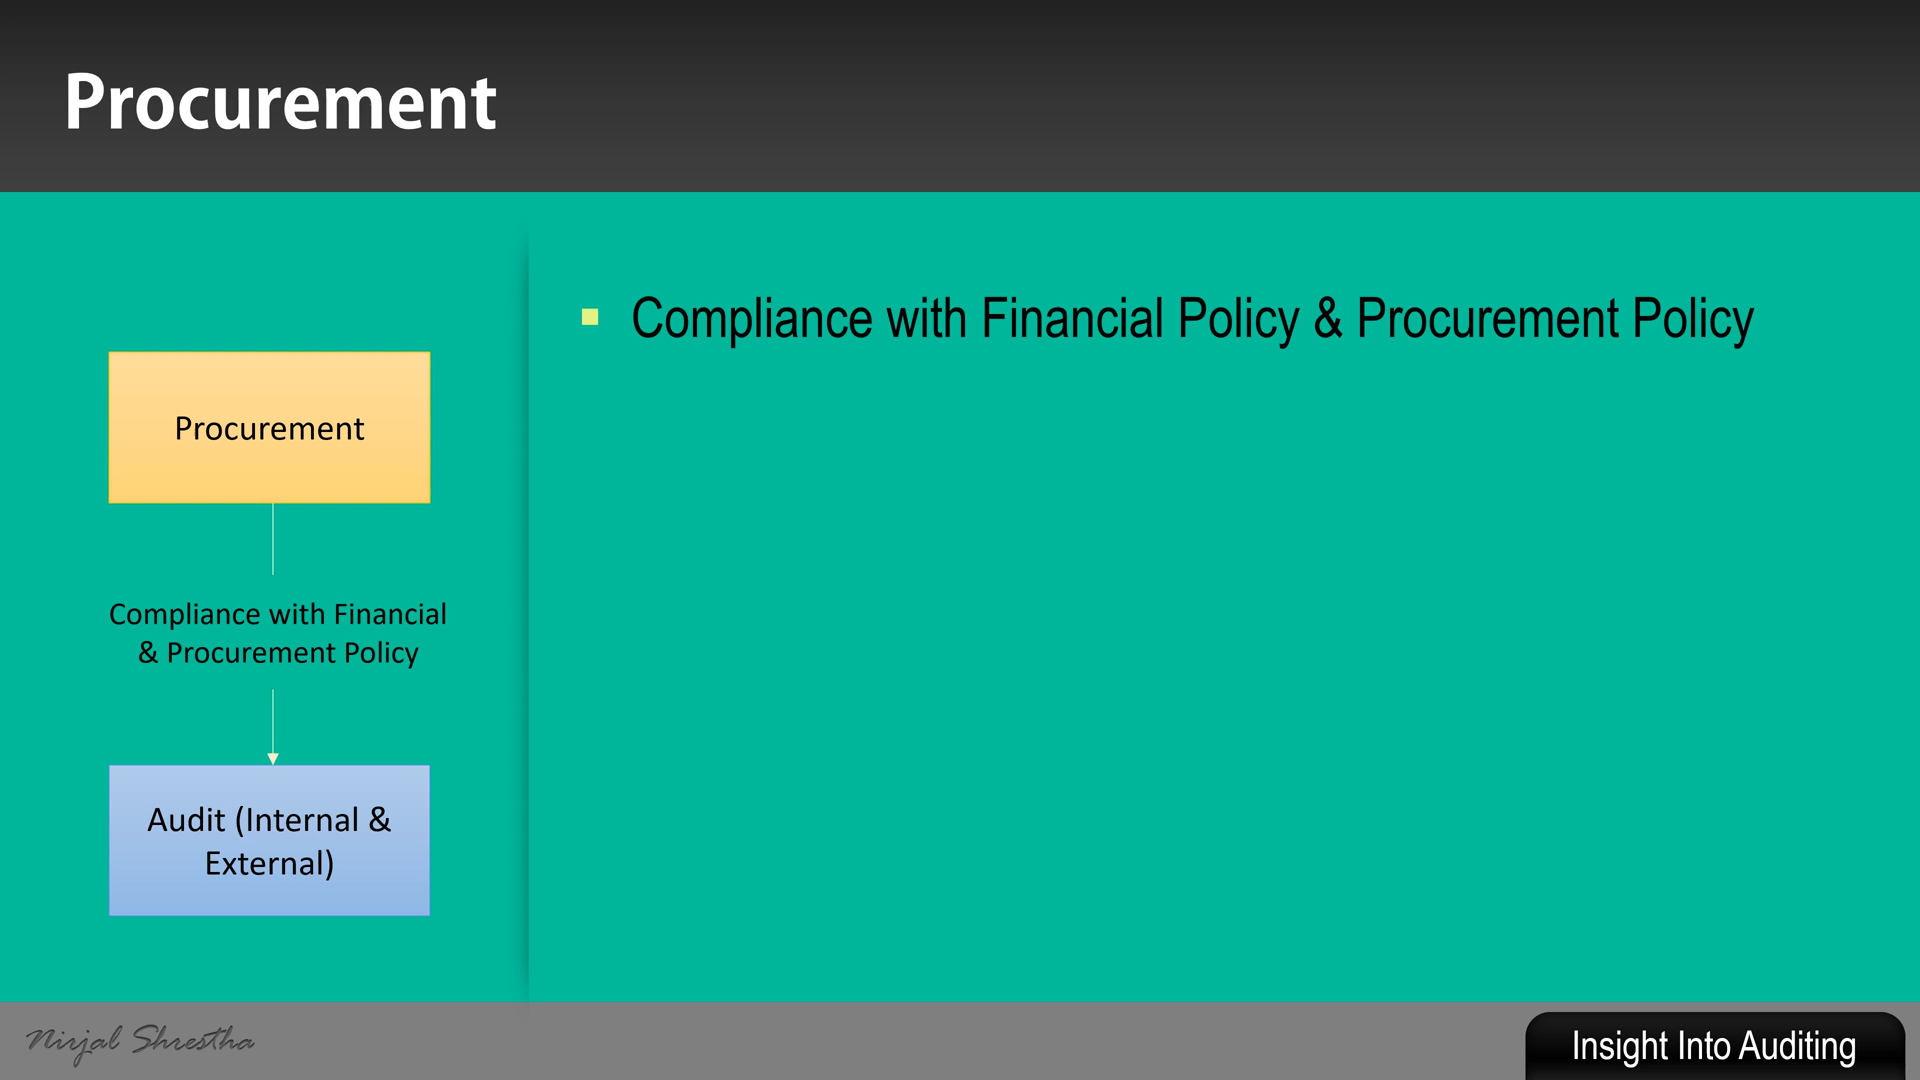 Procurement
Procurement
Compliance with Financial
& Procurement Policy
Audit (Internal &
External)
Compliance with Financial Policy & Procurement Policy
Nirjal Shrestha
Insight Into Auditing